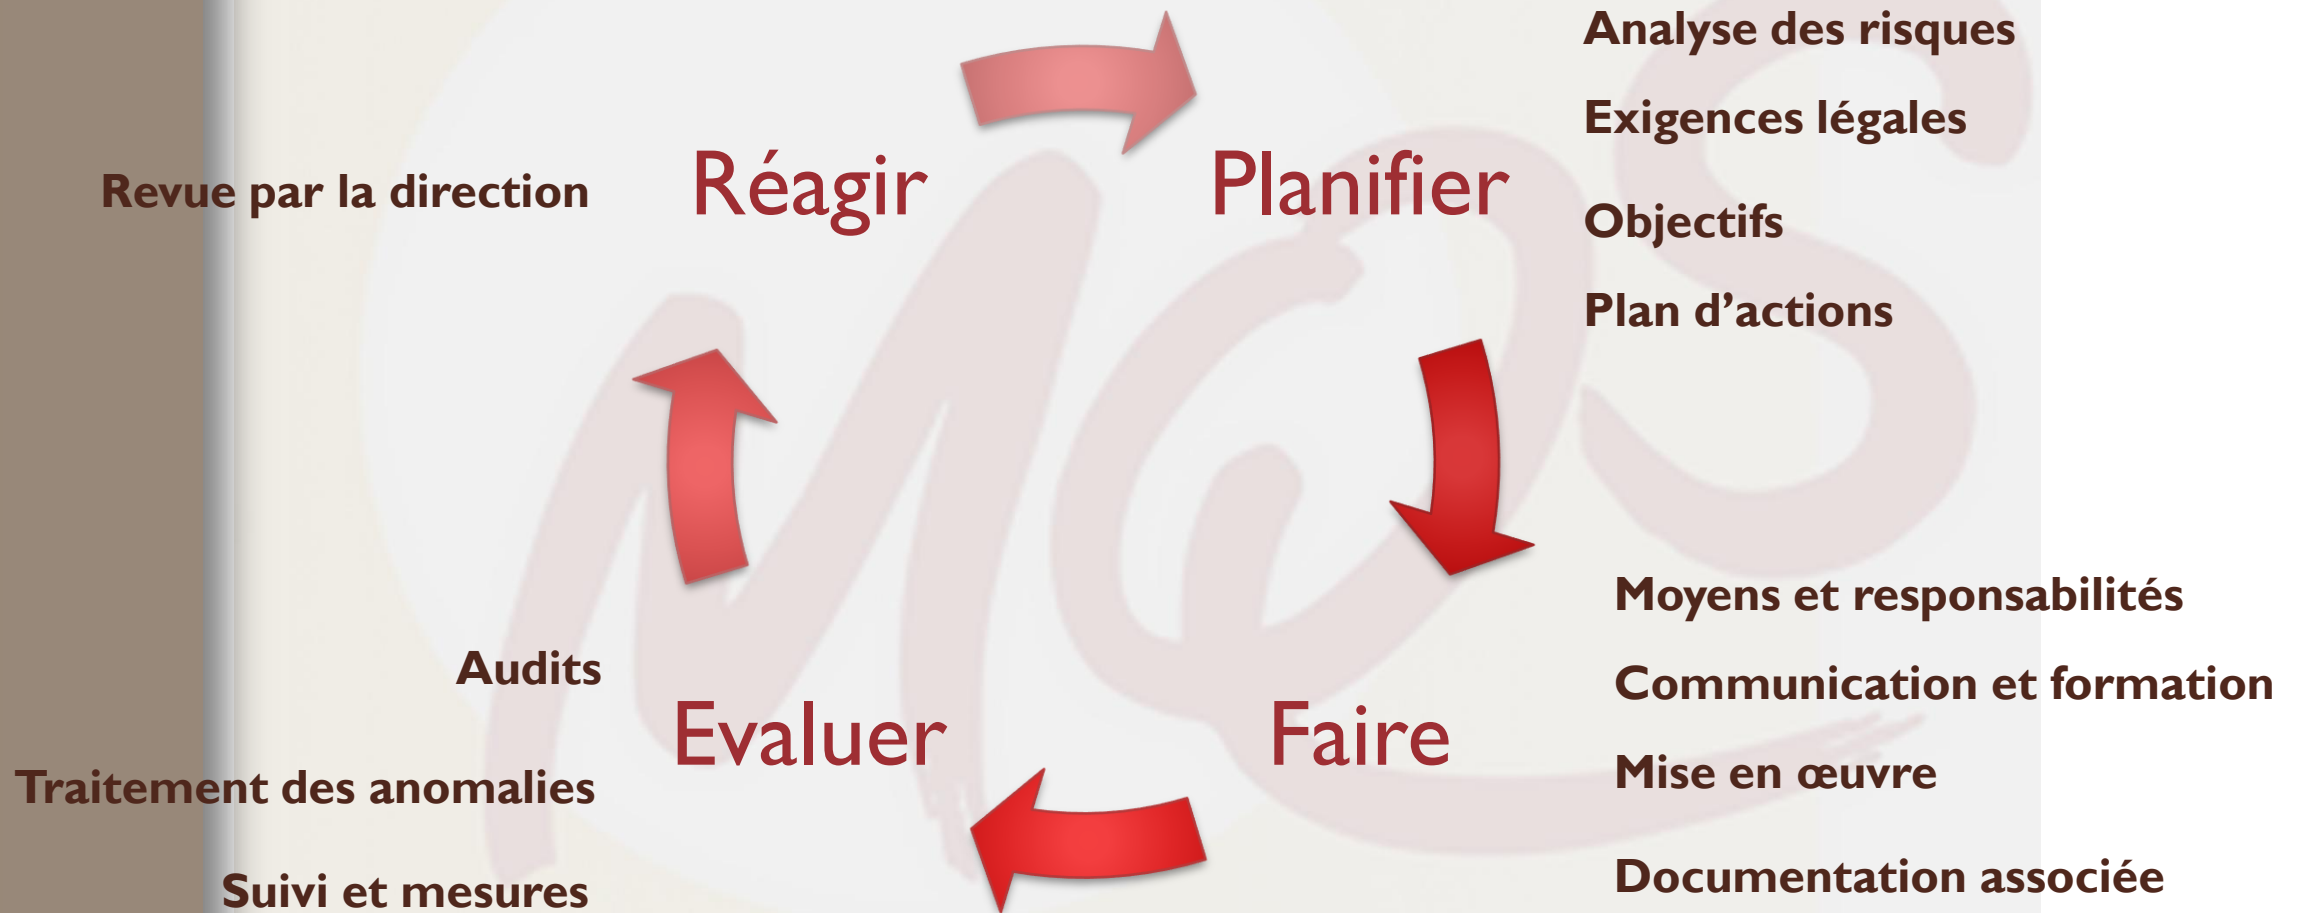 Analyse des risques
Exigences légales
Revue par la direction
Réagir
Planifier
Objectifs
Plan d’actions
Moyens et responsabilités
Audits
Communication et formation
Evaluer
Faire
Mise en œuvre
Traitement des anomalies
Documentation associée
Suivi et mesures
MQS